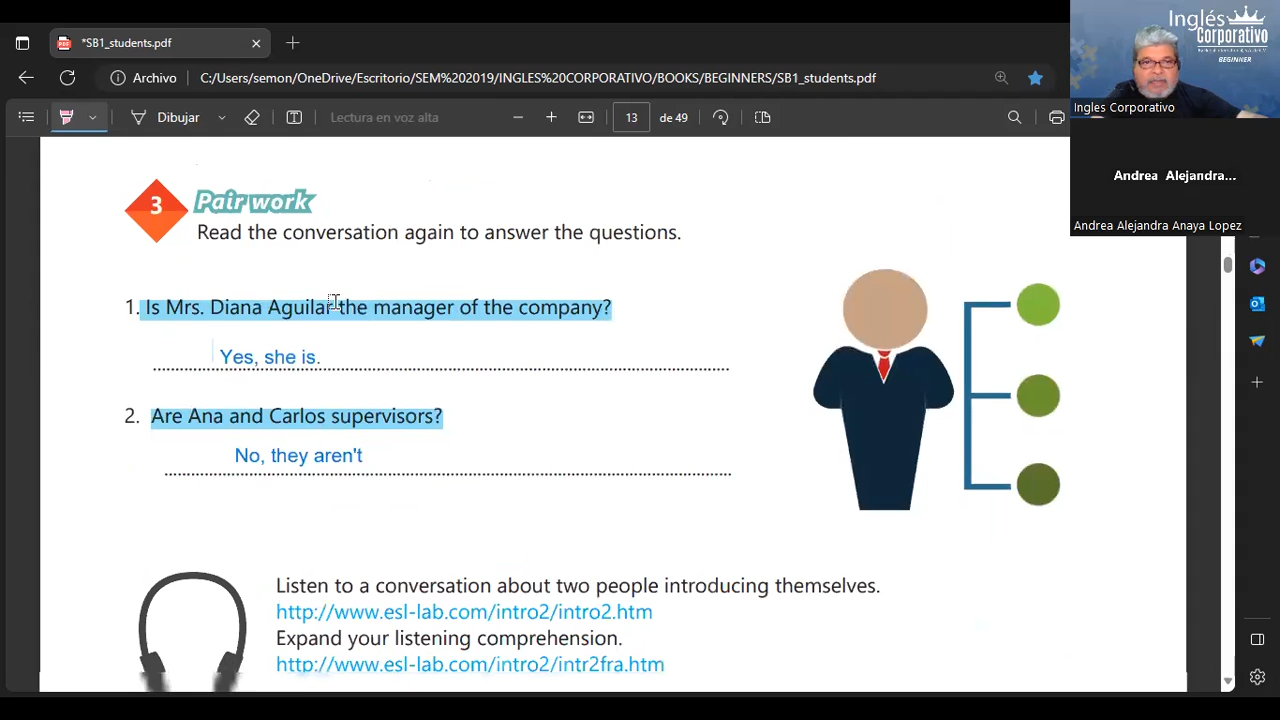 *SB1_students.pdf
Archivo
C:/Users/semon/OneDrive/Escritorio/SEM%202019/INGLES%20CORPORATIVO/BOOKS/BEGINNERS/SB1_students.pdf
Dibujar
Lectura en voz alta
13
de 49
Inglés
Corporativo
BEGINNER
Ingles Corporativo
Andrea Alejandra...
Andrea Alejandra Anaya Lopez
3
Pair work
Read the conversation again to answer the questions.
1. Is Mrs. Diana Aguilar the manager of the company?
Yes, she is.
2. Are Ana and Carlos supervisors?
No, they aren't
Listen to a conversation about two people introducing themselves.
http://www.esl-lab.com/intro2/intro2.htm
Expand your listening comprehension.
http://www.esl-lab.com/intro2/intr2fra.htm